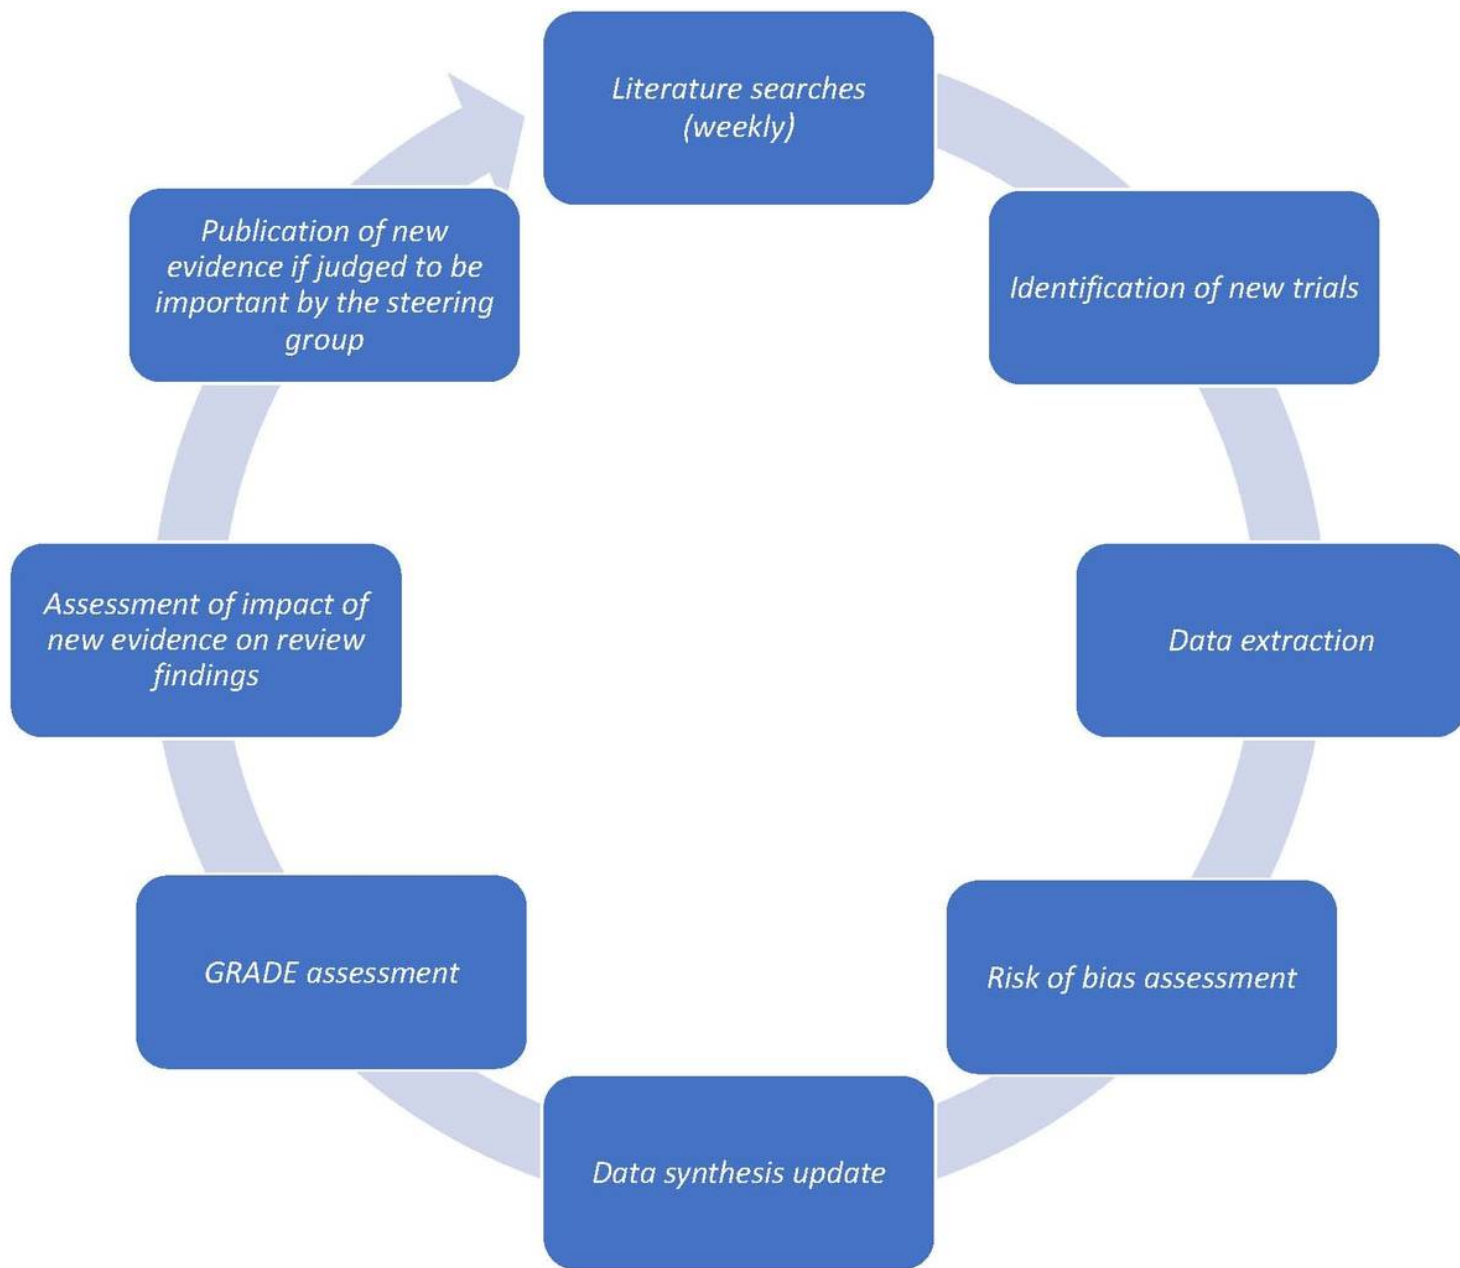 Literature searches
(weekly)
Identification of new trials
Data extraction
Risk of bias assessment
Data synthesis update
GRADE assessment
Assessment of impact of
new evidence on review
findings
Publication of new
evidence if judged to be
important by the steering
group